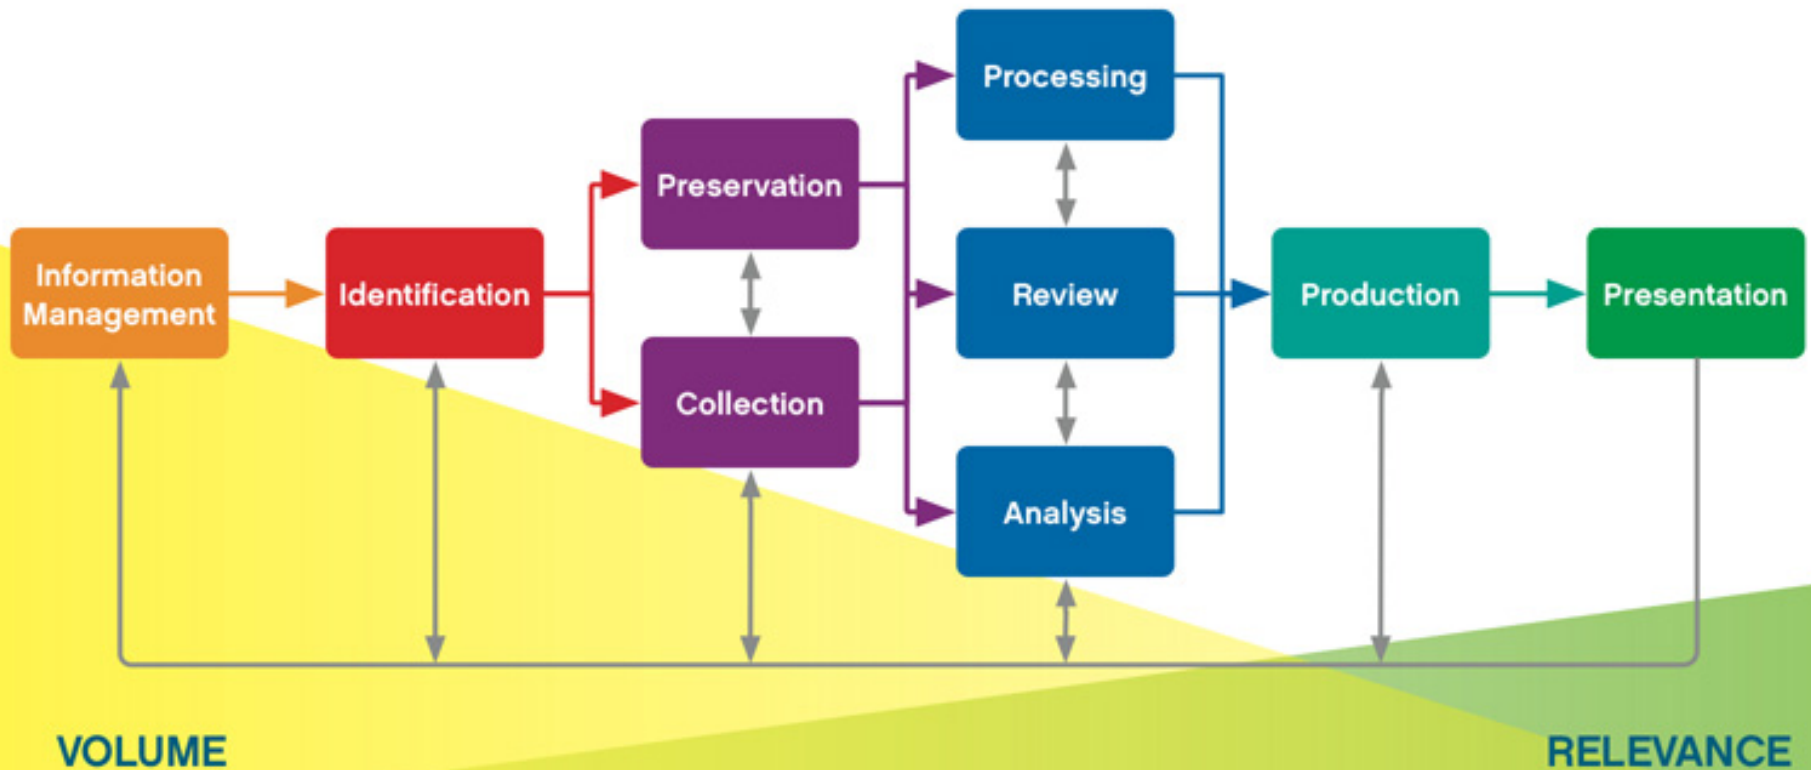 Information
Management
Identification
Preservation
Collection
Processing
Review
Analysis
Production
Presentation
VOLUME
RELEVANCE